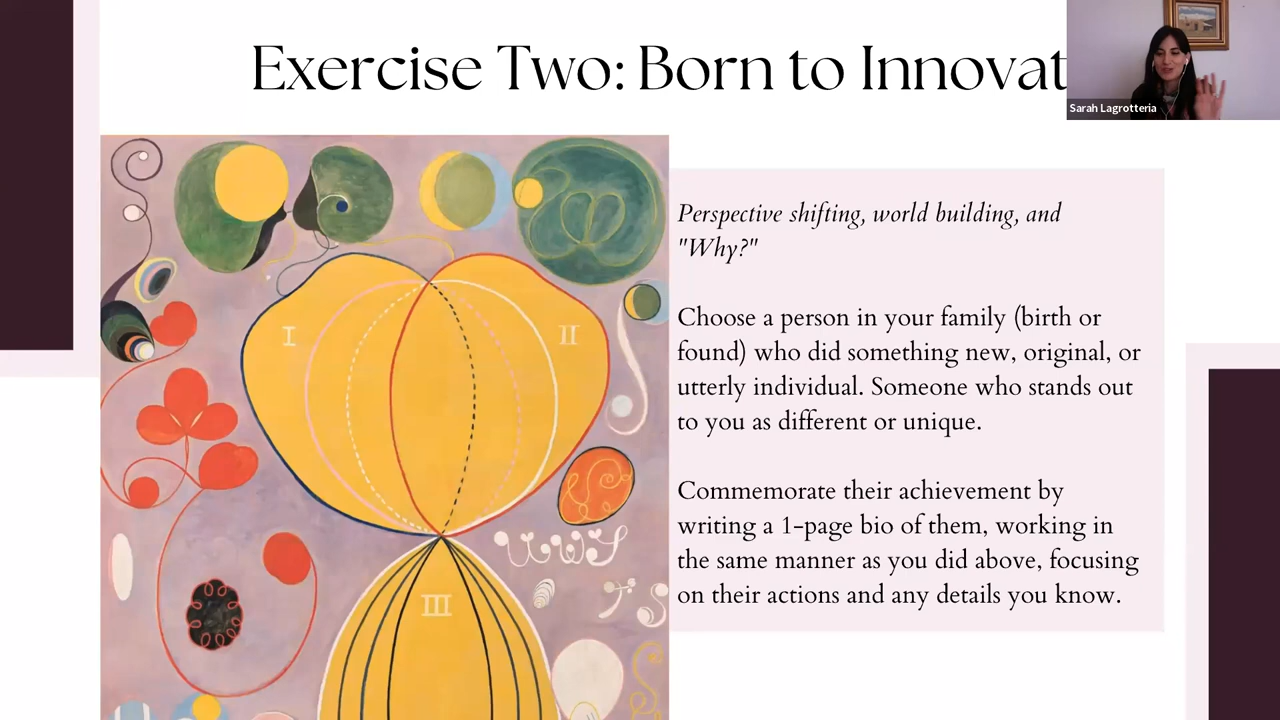 Exercise Two: Born to Innovat
Sarah Lagrotteria
Perspective shifting, world building, and
"Why?"
Choose a person in your family (birth or
found) who did something new, original, or
utterly individual. Someone who stands out
to you as different or unique.
Commemorate their achievement by
writing a 1-page bio of them, working in
the same manner as you did above, focusing
on their actions and any details you know.
I
II
III